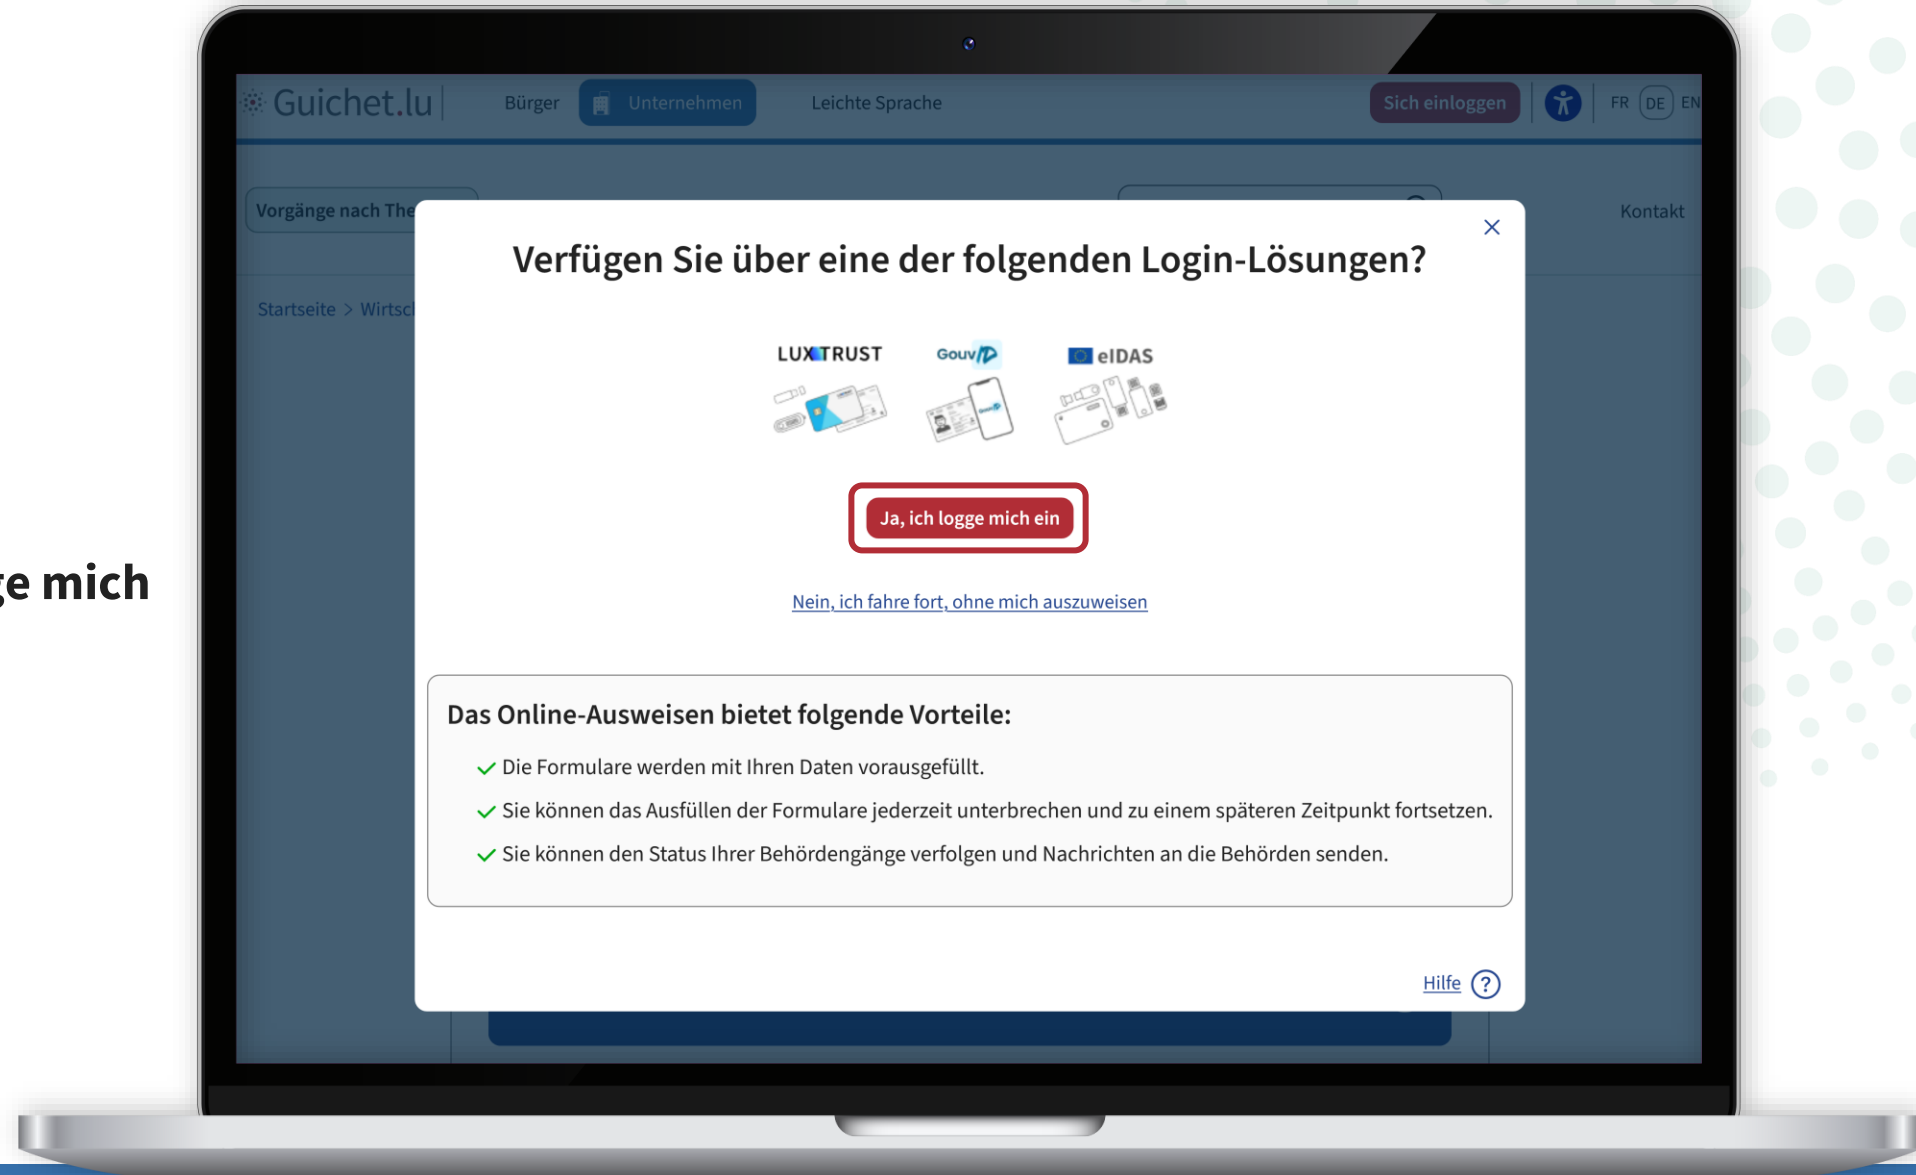 Guichet.lu
Bürger
Unternehmen
Leichte Sprache
Sich einloggen
FR DE EN
Vorgänge nach The
Kontakt
Startseite > Wirtsc
Verfügen Sie über eine der folgenden Login-Lösungen?
LUXTRUST
GouvID
eIDAS
Ja, ich logge mich ein
ge mich
Nein, ich fahre fort, ohne mich auszuweisen
Das Online-Ausweisen bietet folgende Vorteile:
Die Formulare werden mit Ihren Daten vorausgefüllt.
Sie können das Ausfüllen der Formulare jederzeit unterbrechen und zu einem späteren Zeitpunkt fortsetzen.
Sie können den Status Ihrer Behördengänge verfolgen und Nachrichten an die Behörden senden.
Hilfe ?